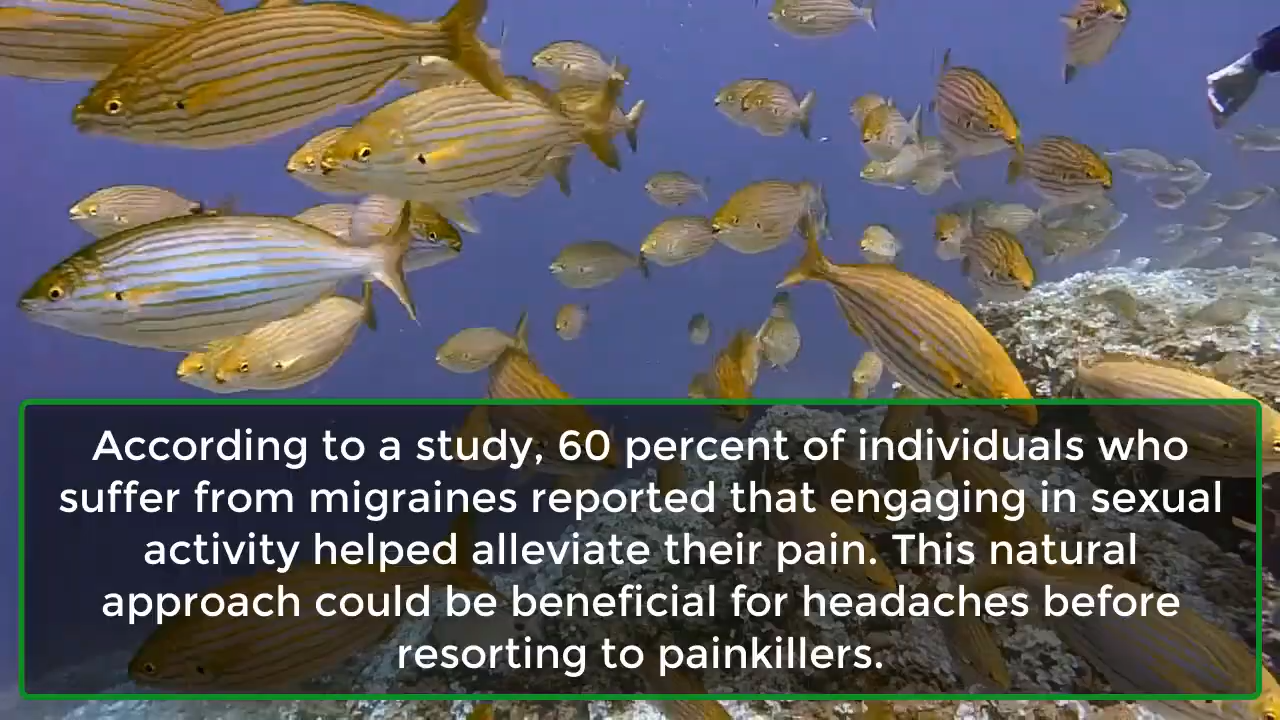 According to a study, 60 percent of individuals who
suffer from migraines reported that engaging in sexual
activity helped alleviate their pain. This natural
approach could be beneficial for headaches before
resorting to painkillers.